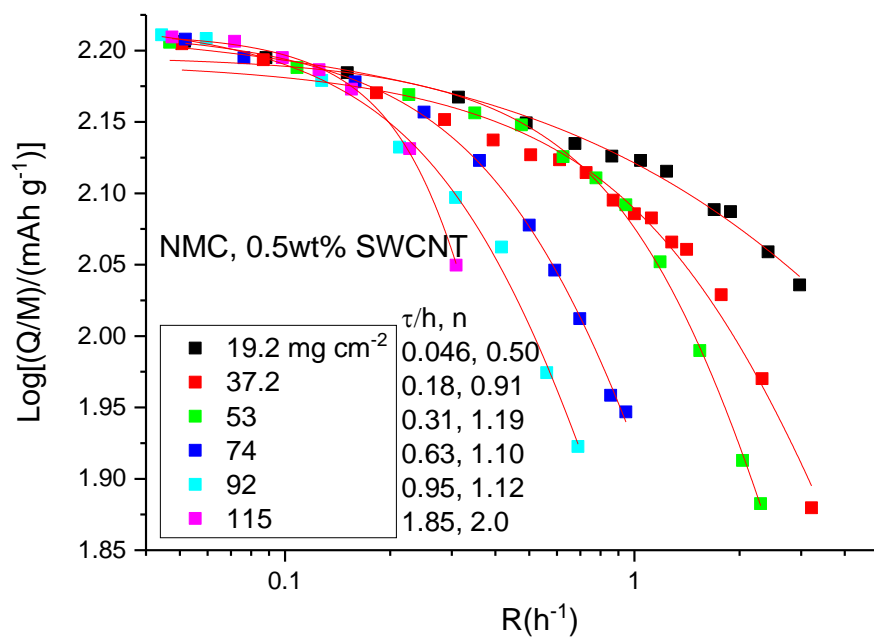 2.20
2.15
2.10
2.05
2.00
1.95
1.90
1.85
Log[(Q/M)/(mAh g⁻¹)]
NMC, 0.5wt% SWCNT
τ/h, n
19.2 mg cm⁻² 0.046, 0.50
37.2 0.18, 0.91
53 0.31, 1.19
74 0.63, 1.10
92 0.95, 1.12
115 1.85, 2.0
0.1 1
R(h⁻¹)